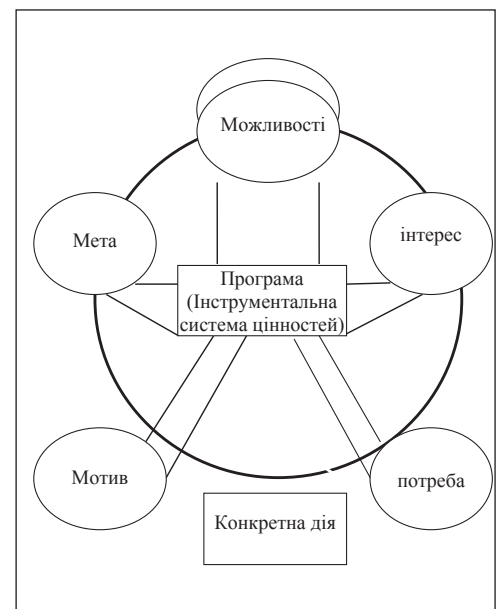 Можливості
Мета
інтерес
Програма
(Інструментальна
система цінностей)
Мотив
потреба
Конкретна дія